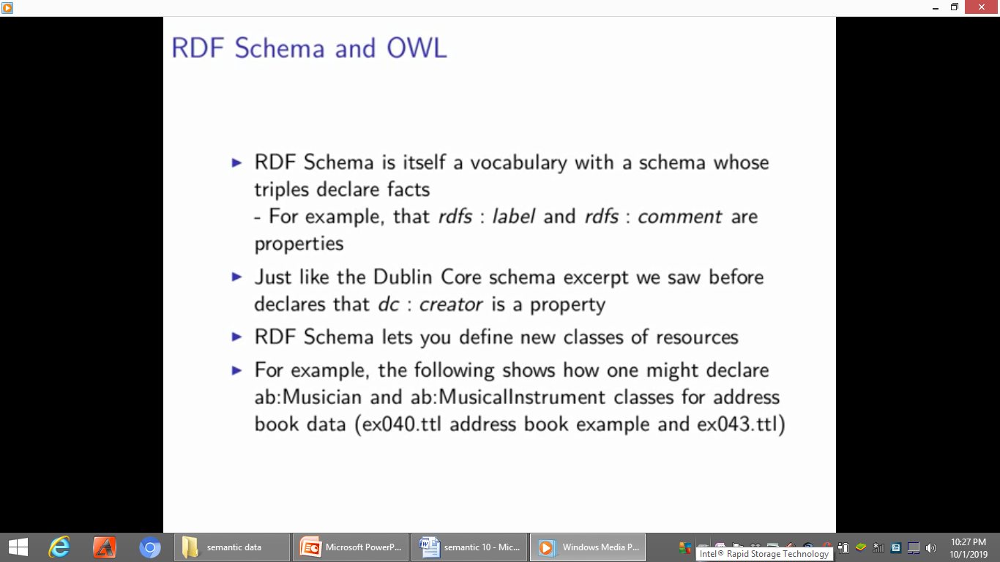 RDF Schema and OWL
▶ RDF Schema is itself a vocabulary with a schema whose
triples declare facts
- For example, that rdfs : label and rdfs : comment are
properties
▶ Just like the Dublin Core schema excerpt we saw before
declares that dc : creator is a property
▶ RDF Schema lets you define new classes of resources
▶ For example, the following shows how one might declare
ab:Musician and ab:MusicalInstrument classes for address
book data (ex040.ttl address book example and ex043.ttl)
semantic data
Microsoft PowerP...
semantic 10 - Mic...
Windows Media P...
Intel® Rapid Storage Technology
10:27 PM
10/1/2019